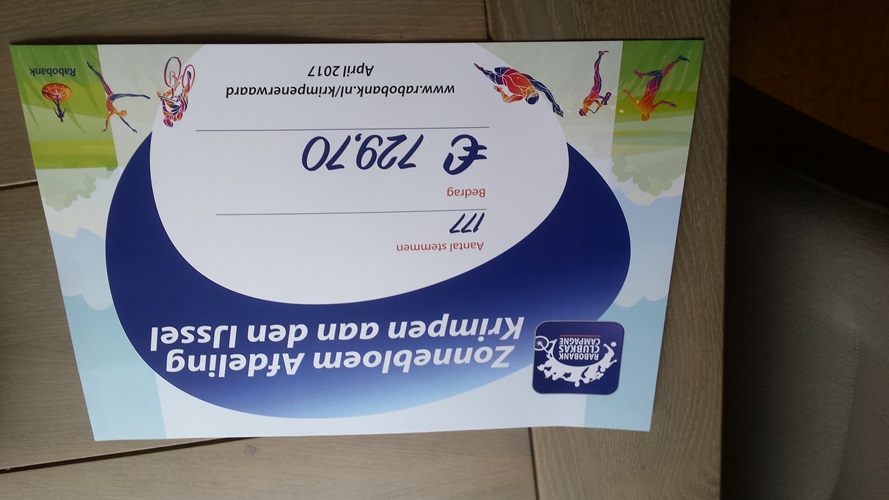 RABOBANK
CLUBKAS
CAMPAGNE
Zonnebloem Afdeling
Krimpen aan den IJssel
Aantal stemmen
177
Bedrag
€ 729,70
www.rabobank.nl/krimpenerwaard
April 2017
Rabobank